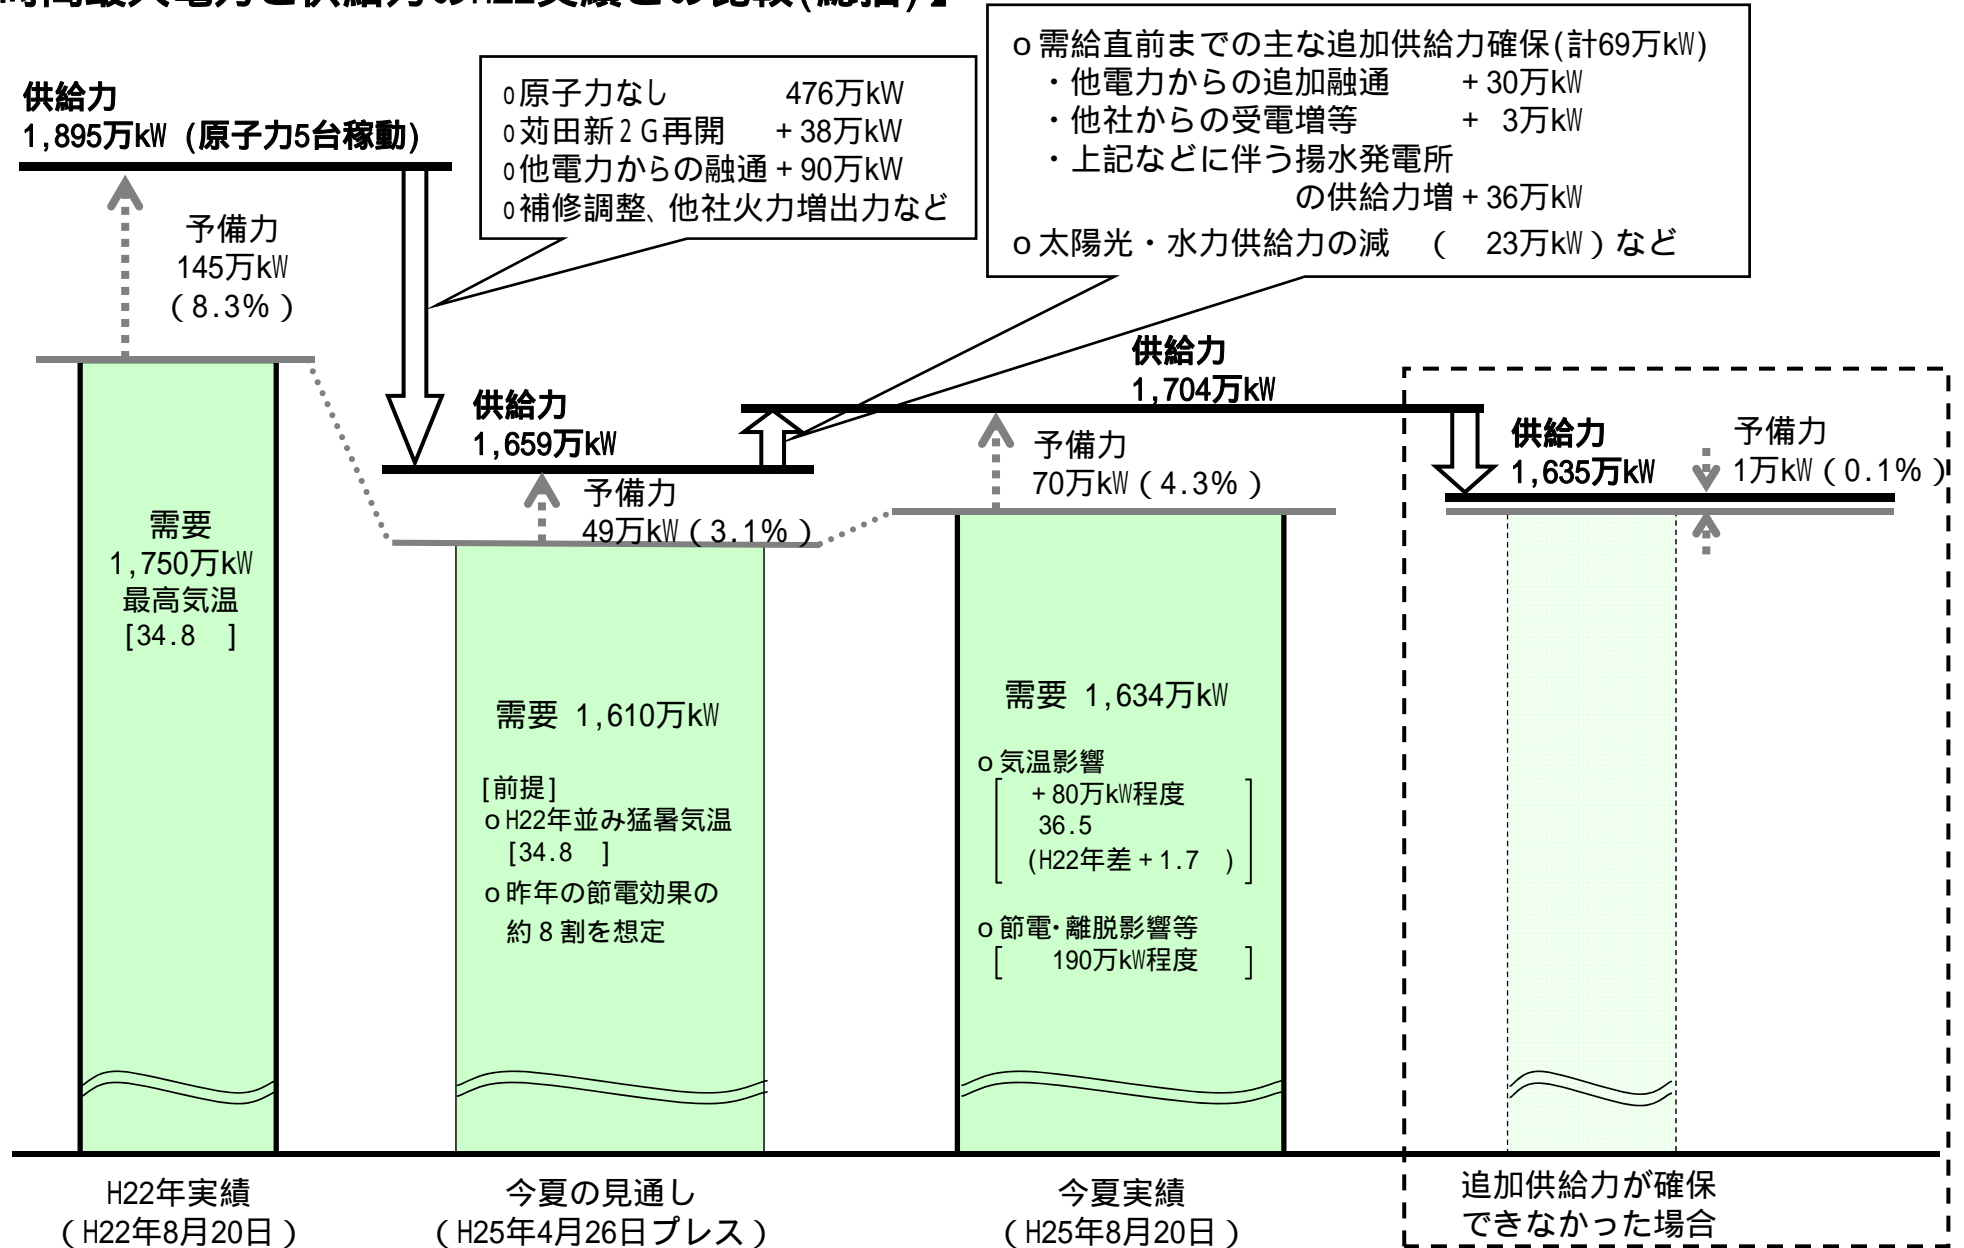 供給力
1,895万kW (原子力5台稼動)
予備力
145万kW
(8.3%)
o原子力なし 476万kW
o苅田新2G再開 +38万kW
o他電力からの融通+90万kW
o補修調整、他社火力増出力など
o需給直前までの主な追加供給力確保(計69万kW)
・他電力からの追加融通 +30万kW
・他社からの受電増等 + 3万kW
・上記などに伴う揚水発電所
の供給力増+36万kW
o太陽光・水力供給力の減 ( 23万kW)など
供給力
1,659万kW
予備力
49万kW(3.1%)
供給力
1,704万kW
予備力
70万kW(4.3%)
供給力
1,635万kW
予備力
1万kW(0.1%)
需要
1,750万kW
最高気温
[34.8 ]
需要 1,610万kW
[前提]
oH22年並み猛暑気温
[34.8 ]
o昨年の節電効果の
約8割を想定
需要 1,634万kW
o気温影響
[ +80万kW程度
36.5
(H22年差+1.7 ) ]
o節電・離脱影響等
[ 190万kW程度 ]
H22年実績
(H22年8月20日)
今夏の見通し
(H25年4月26日プレス)
今夏実績
(H25年8月20日)
追加供給力が確保
できなかった場合